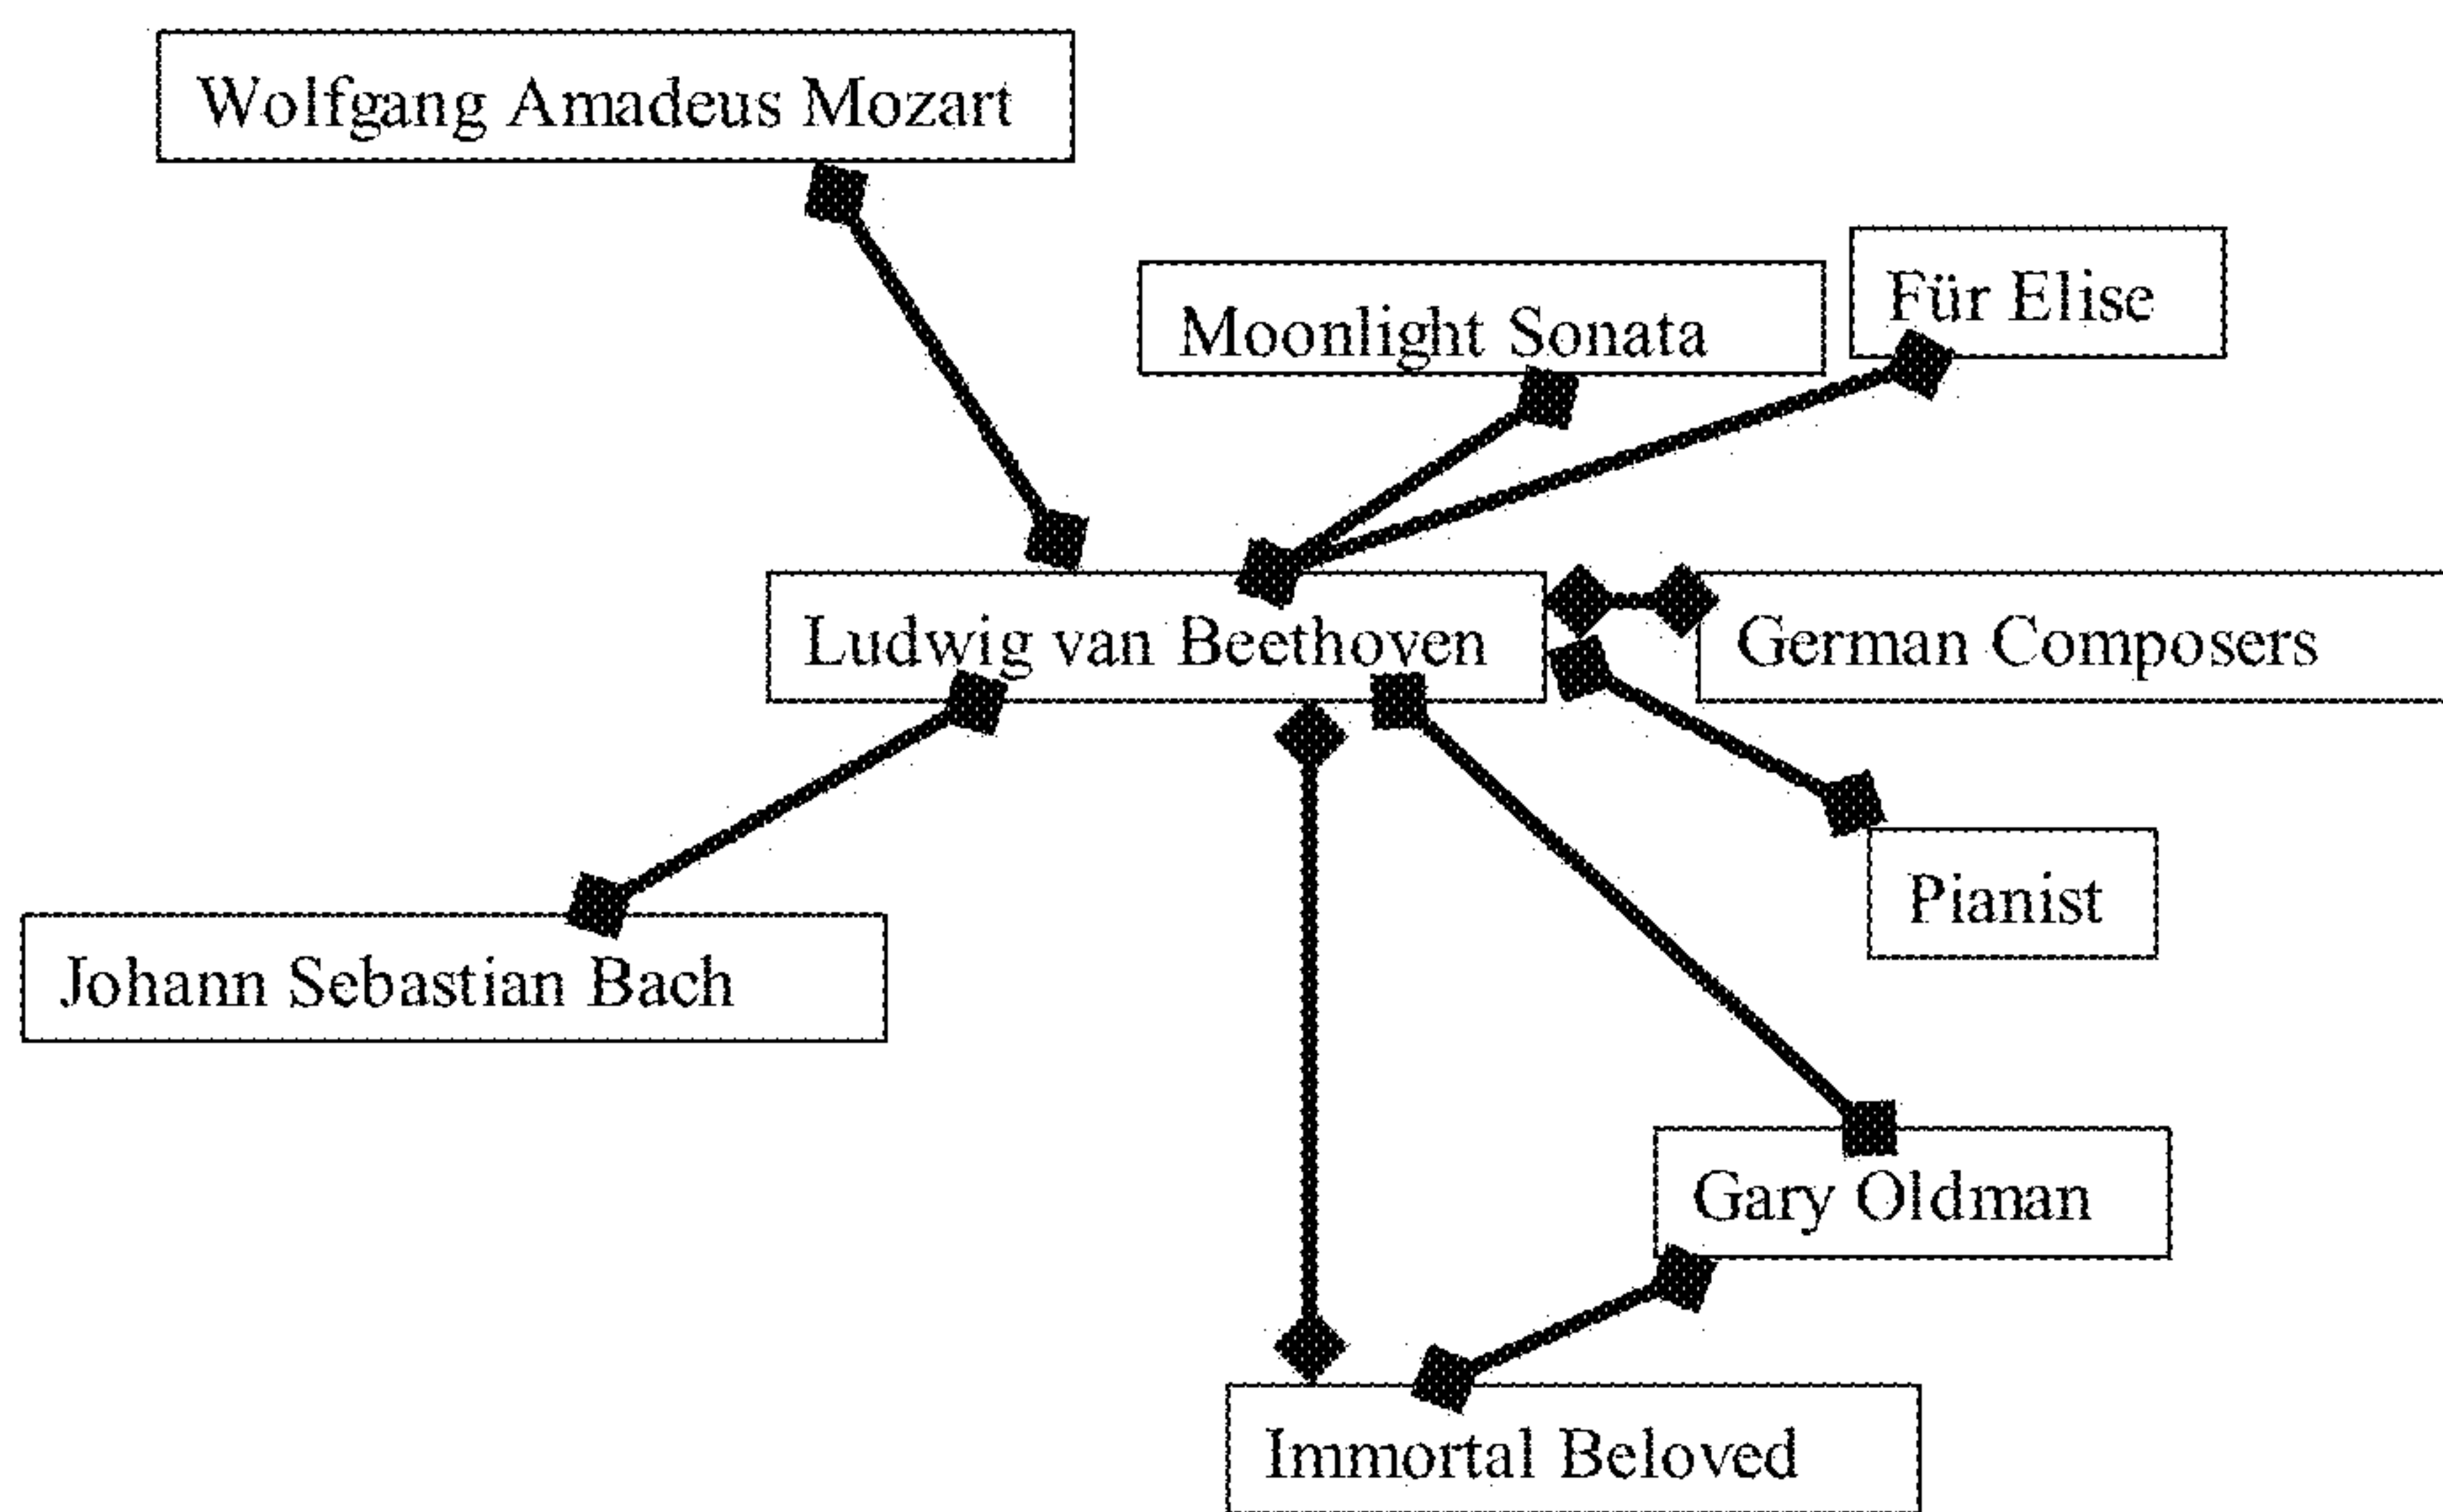 Wolfgang Amadeus Mozart
Für Elise
Moonlight Sonata
Ludwig van Beethoven
German Composers
Pianist
Johann Sebastian Bach
Gary Oldman
Immortal Beloved